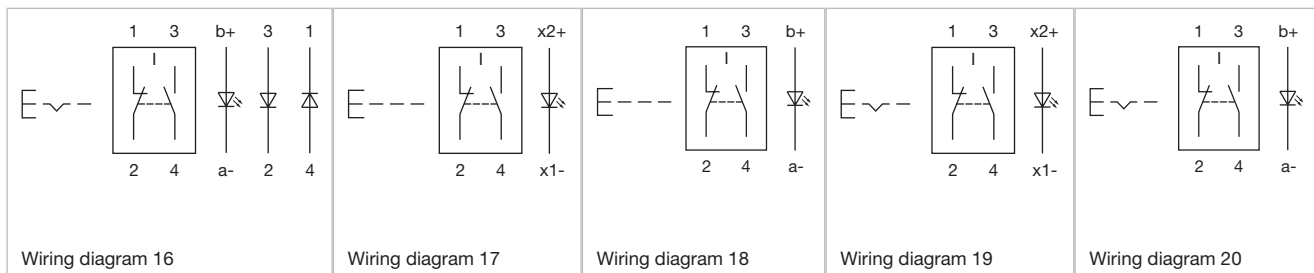 1 3 b+ 3 1
I
2 4 a- 2 4
Wiring diagram 16
1 3 x2+
I
2 4 x1-
Wiring diagram 17
1 3 b+
I
2 4 a-
Wiring diagram 18
1 3 x2+
I
2 4 x1-
Wiring diagram 19
1 3 b+
I
2 4 a-
Wiring diagram 20